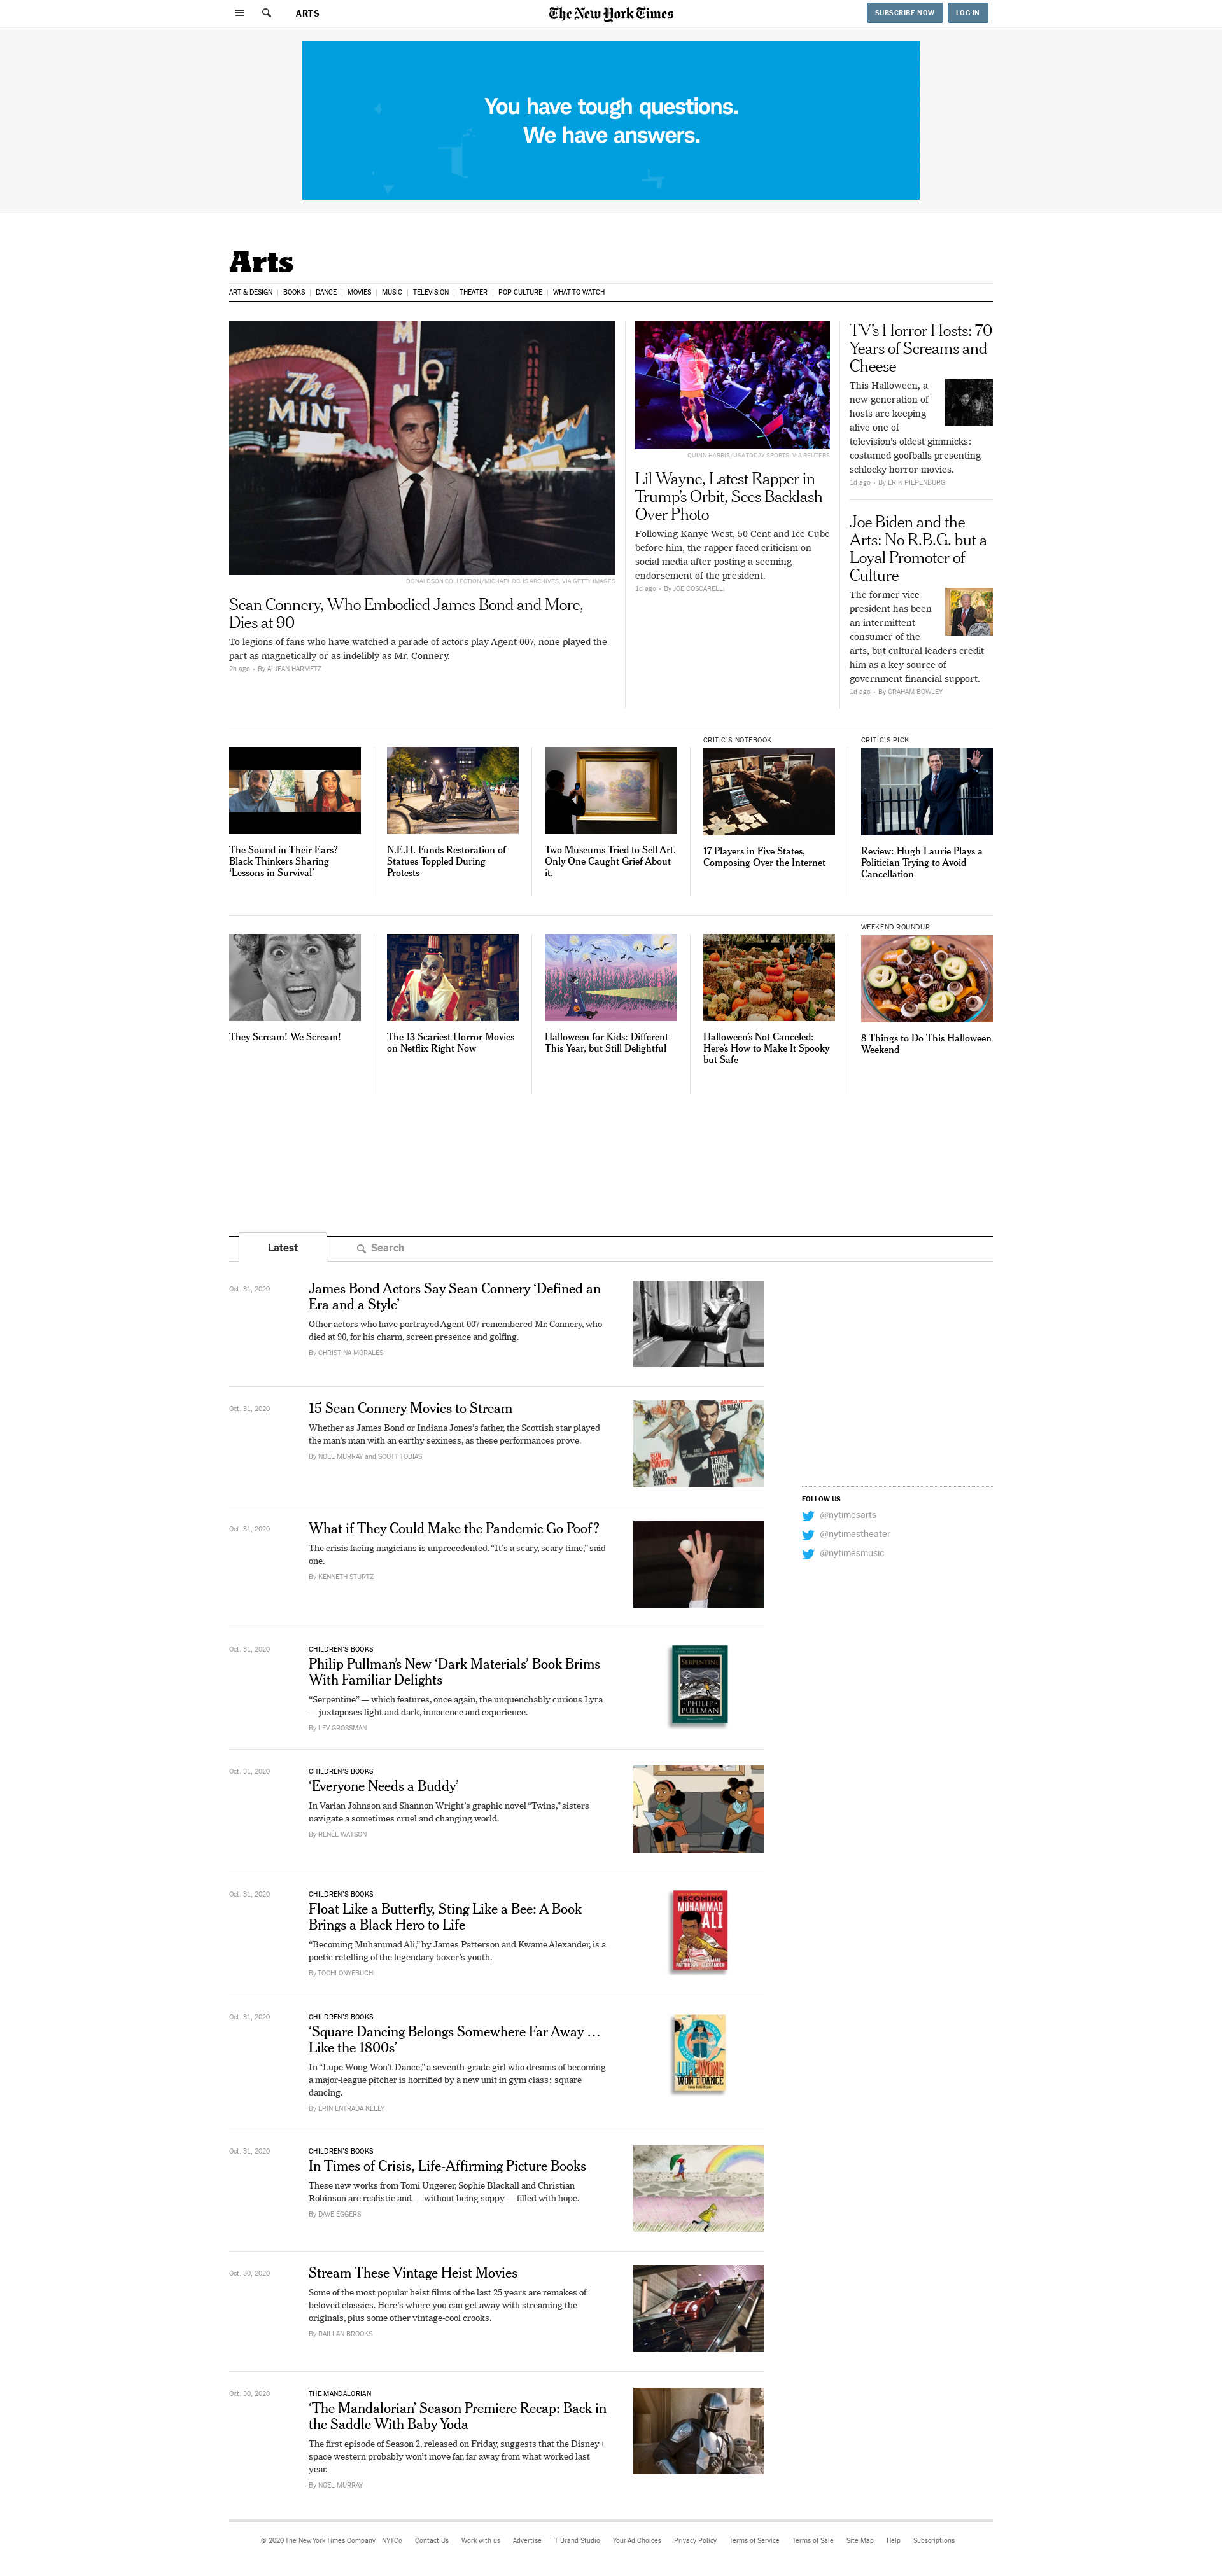 ARTS
The New York Times
SUBSCRIBE NOW
LOG IN
You have tough questions.
We have answers.
Arts
ART & DESIGN
BOOKS
DANCE
MOVIES
MUSIC
TELEVISION
THEATER
POP CULTURE
WHAT TO WATCH
The
MINT
MIN
DONALDSON COLLECTION/MICHAEL OCHS ARCHIVES, VIA GETTY IMAGES
Sean Connery, Who Embodied James Bond and More,
Dies at 90
To legions of fans who have watched a parade of actors play Agent 007, none played the
part as magnetically or as indelibly as Mr. Connery.
2h ago • By ALJEAN HARMETZ
QUINN HARRIS/USA TODAY SPORTS, VIA REUTERS
Lil Wayne, Latest Rapper in
Trump’s Orbit, Sees Backlash
Over Photo
Following Kanye West, 50 Cent and Ice Cube
before him, the rapper faced criticism on
social media after posting a seeming
endorsement of the president.
1d ago • By JOE COSCARELLI
TV’s Horror Hosts: 70
Years of Screams and
Cheese
This Halloween, a
new generation of
hosts are keeping
alive one of
television’s oldest gimmicks:
costumed goofballs presenting
schlocky horror movies.
1d ago • By ERIK PIEPENBURG
Joe Biden and the
Arts: No R.B.G. but a
Loyal Promoter of
Culture
The former vice
president has been
an intermittent
consumer of the
arts, but cultural leaders credit
him as a key source of
government financial support.
1d ago • By GRAHAM BOWLEY
The Sound in Their Ears?
Black Thinkers Sharing
‘Lessons in Survival’
N.E.H. Funds Restoration of
Statues Toppled During
Protests
Two Museums Tried to Sell Art.
Only One Caught Grief About
it.
CRITIC’S NOTEBOOK
17 Players in Five States,
Composing Over the Internet
CRITIC’S PICK
Review: Hugh Laurie Plays a
Politician Trying to Avoid
Cancellation
They Scream! We Scream!
The 13 Scariest Horror Movies
on Netflix Right Now
Halloween for Kids: Different
This Year, but Still Delightful
Halloween’s Not Canceled:
Here’s How to Make It Spooky
but Safe
WEEKEND ROUNDUP
8 Things to Do This Halloween
Weekend
Latest
Search
Oct. 31, 2020
James Bond Actors Say Sean Connery ‘Defined an
Era and a Style’
Other actors who have portrayed Agent 007 remembered Mr. Connery, who
died at 90, for his charm, screen presence and golfing.
By CHRISTINA MORALES
Oct. 31, 2020
15 Sean Connery Movies to Stream
Whether as James Bond or Indiana Jones’s father, the Scottish star played
the man’s man with an earthy sexiness, as these performances prove.
By NOEL MURRAY and SCOTT TOBIAS
IS BACK!
SEAN
CONNERY
JAMES
BOND
FROM
RUSSIA
WITH
LOVE
FOLLOW US
@nytimesarts
@nytimestheater
@nytimesmusic
Oct. 31, 2020
What if They Could Make the Pandemic Go Poof?
The crisis facing magicians is unprecedented. “It’s a scary, scary time,” said
one.
By KENNETH STURTZ
Oct. 31, 2020
CHILDREN’S BOOKS
Philip Pullman’s New ‘Dark Materials’ Book Brims
With Familiar Delights
“Serpentine” — which features, once again, the unquenchably curious Lyra
— juxtaposes light and dark, innocence and experience.
By LEV GROSSMAN
SERPENTINE
PHILIP
PULLMAN
Oct. 31, 2020
CHILDREN’S BOOKS
‘Everyone Needs a Buddy’
In Varian Johnson and Shannon Wright’s graphic novel “Twins,” sisters
navigate a sometimes cruel and changing world.
By RENÉE WATSON
Oct. 31, 2020
CHILDREN’S BOOKS
Float Like a Butterfly, Sting Like a Bee: A Book
Brings a Black Hero to Life
“Becoming Muhammad Ali,” by James Patterson and Kwame Alexander, is a
poetic retelling of the legendary boxer’s youth.
By TOCHI ONYEBUCHI
BECOMING
MUHAMMAD
ALI
JAMES PATTERSON
KWAME ALEXANDER
Oct. 31, 2020
CHILDREN’S BOOKS
‘Square Dancing Belongs Somewhere Far Away …
Like the 1800s’
In “Lupe Wong Won’t Dance,” a seventh-grade girl who dreams of becoming
a major-league pitcher is horrified by a new unit in gym class: square
dancing.
By ERIN ENTRADA KELLY
LUPE WONG
WON'T DANCE
Oct. 31, 2020
CHILDREN’S BOOKS
In Times of Crisis, Life-Affirming Picture Books
These new works from Tomi Ungerer, Sophie Blackall and Christian
Robinson are realistic and — without being soppy — filled with hope.
By DAVE EGGERS
Oct. 30, 2020
Stream These Vintage Heist Movies
Some of the most popular heist films of the last 25 years are remakes of
beloved classics. Here’s where you can get away with streaming the
originals, plus some other vintage-cool crooks.
By RAILLAN BROOKS
Oct. 30, 2020
THE MANDALORIAN
‘The Mandalorian’ Season Premiere Recap: Back in
the Saddle With Baby Yoda
The first episode of Season 2, released on Friday, suggests that the Disney+
space western probably won’t move far, far away from what worked last
year.
By NOEL MURRAY
© 2020 The New York Times Company
NYTCo
Contact Us
Work with us
Advertise
T Brand Studio
Your Ad Choices
Privacy Policy
Terms of Service
Terms of Sale
Site Map
Help
Subscriptions